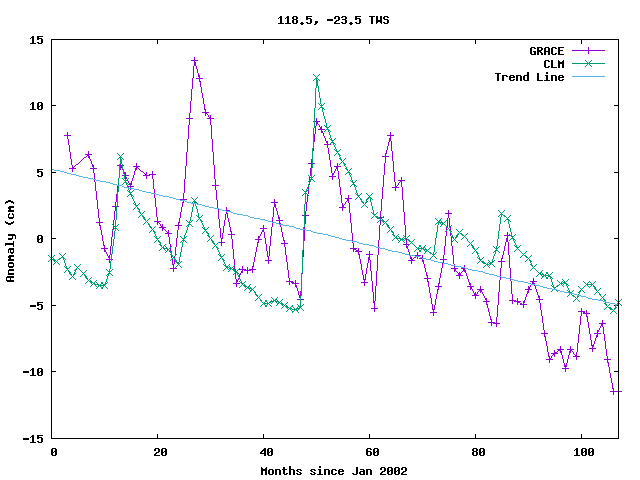 118.5, -23.5 TWS
GRACE
CLM
Trend Line
15
10
5
0
-5
-10
-15
Anomaly (cm)
0 20 40 60 80 100
Months since Jan 2002